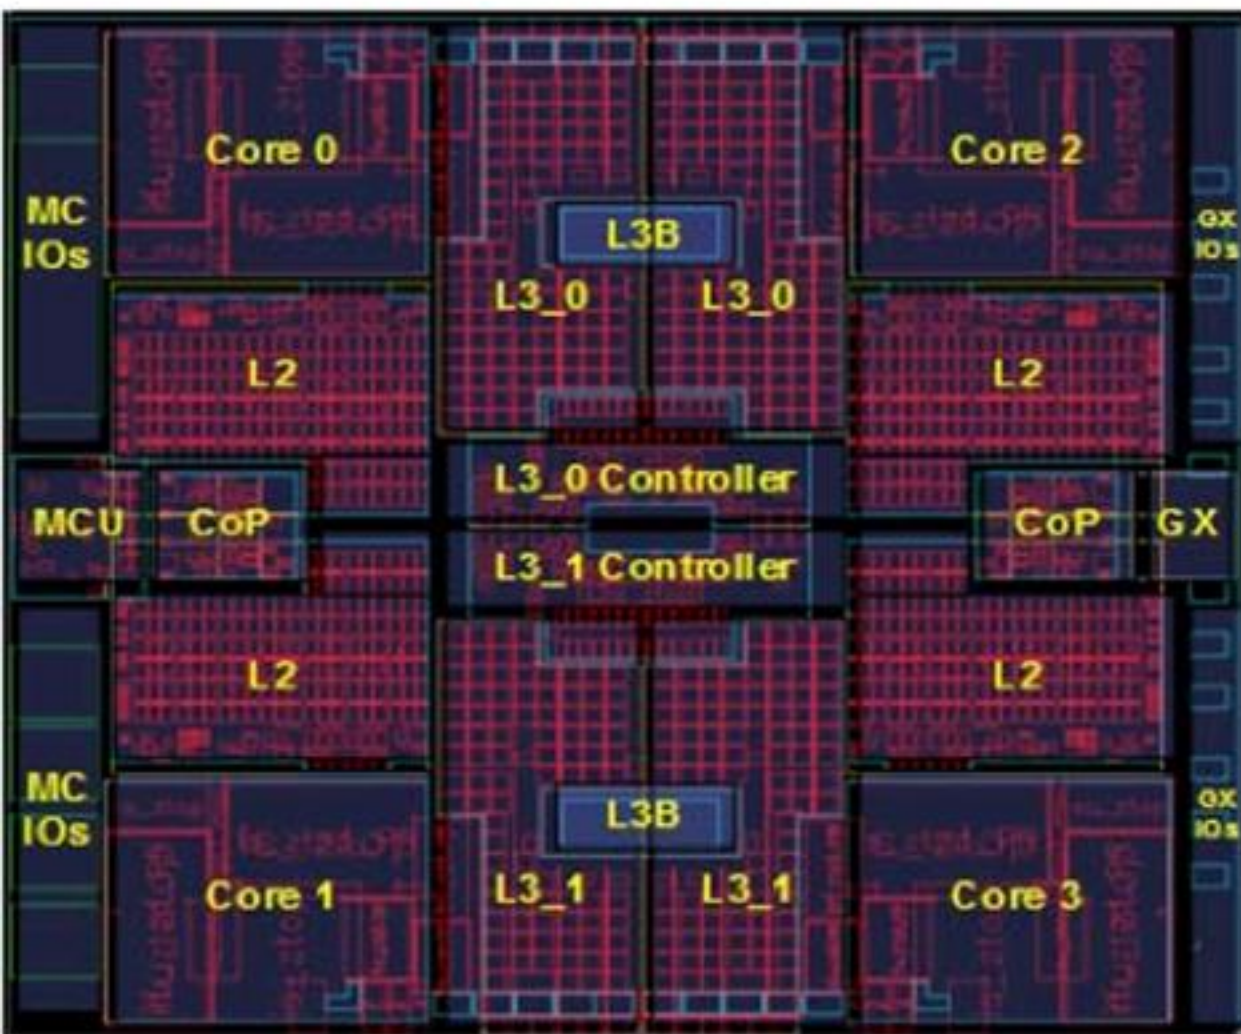 Core 0
Core 2
MC
IOs
GX
IOs
L3B
L3_0
L3_0
L2
L2
L3_0 Controller
MCU
CoP
CoP
GX
L3_1 Controller
L2
L2
MC
IOs
L3B
GX
IOs
Core 1
L3_1
L3_1
Core 3